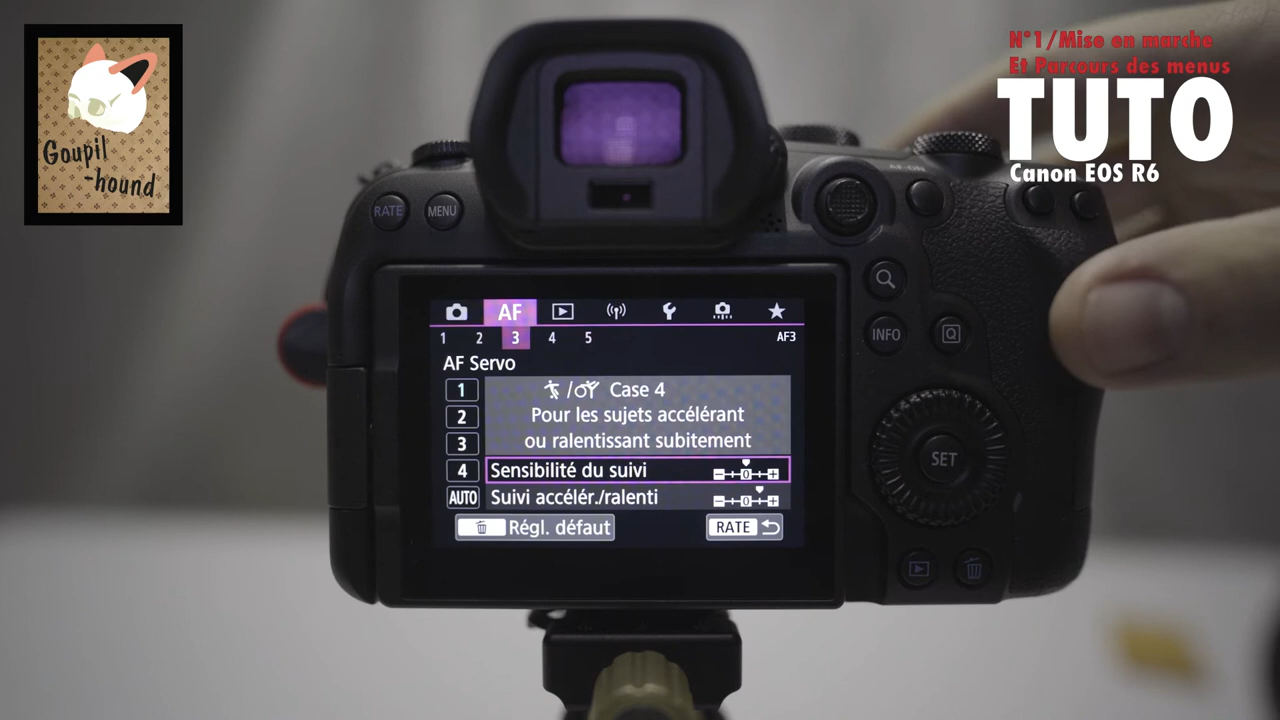 Goupil
-hound
N°1/Mise en marche
Et Parcours des menus
TUTO
Canon EOS R6
RATE
MENU
AF-ON
INFO
Q
SET
AF
1 2 3 4 5
AF3
AF Servo
1
2
3
4
AUTO
Case 4
Pour les sujets accélérant
ou ralentissant subitement
Sensibilité du suivi
- 0 +
Suivi accélér./ralenti
- 0 +
Régl. défaut
RATE